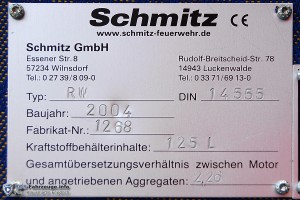 Schmitz CE
www.schmitz-feuerwehr.de
Schmitz GmbH
Essener Str. 8
57234 Wilnsdorf
Tel.: 0 27 39/8 09-0
Rudolf-Breitscheid-Str. 78
14943 Luckenwalde
Tel.: 0 33 71/69 13-0
Typ: RW DIN 14555
Baujahr: 2004
Fabrikat-Nr.: 1268
Kraftstoffbehälterinhalte: 125 L
Gesamtübersetzungsverhältnis zwischen Motor
und angetriebenen Aggregaten: